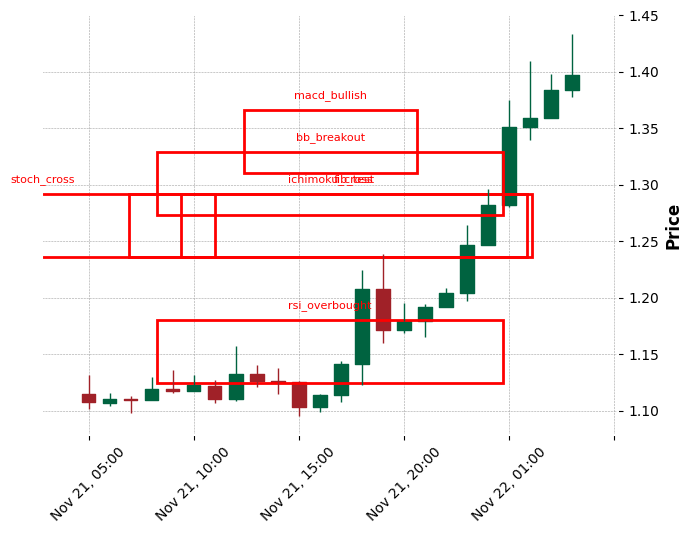 1.45
1.40
macd_bullish
1.35
bb_breakout
1.30
stoch_cross
ichimoku_cross
fib_test
1.25
Price
1.20
rsi_overbought
1.15
1.10
Nov 21, 05:00
Nov 21, 10:00
Nov 21, 15:00
Nov 21, 20:00
Nov 22, 01:00